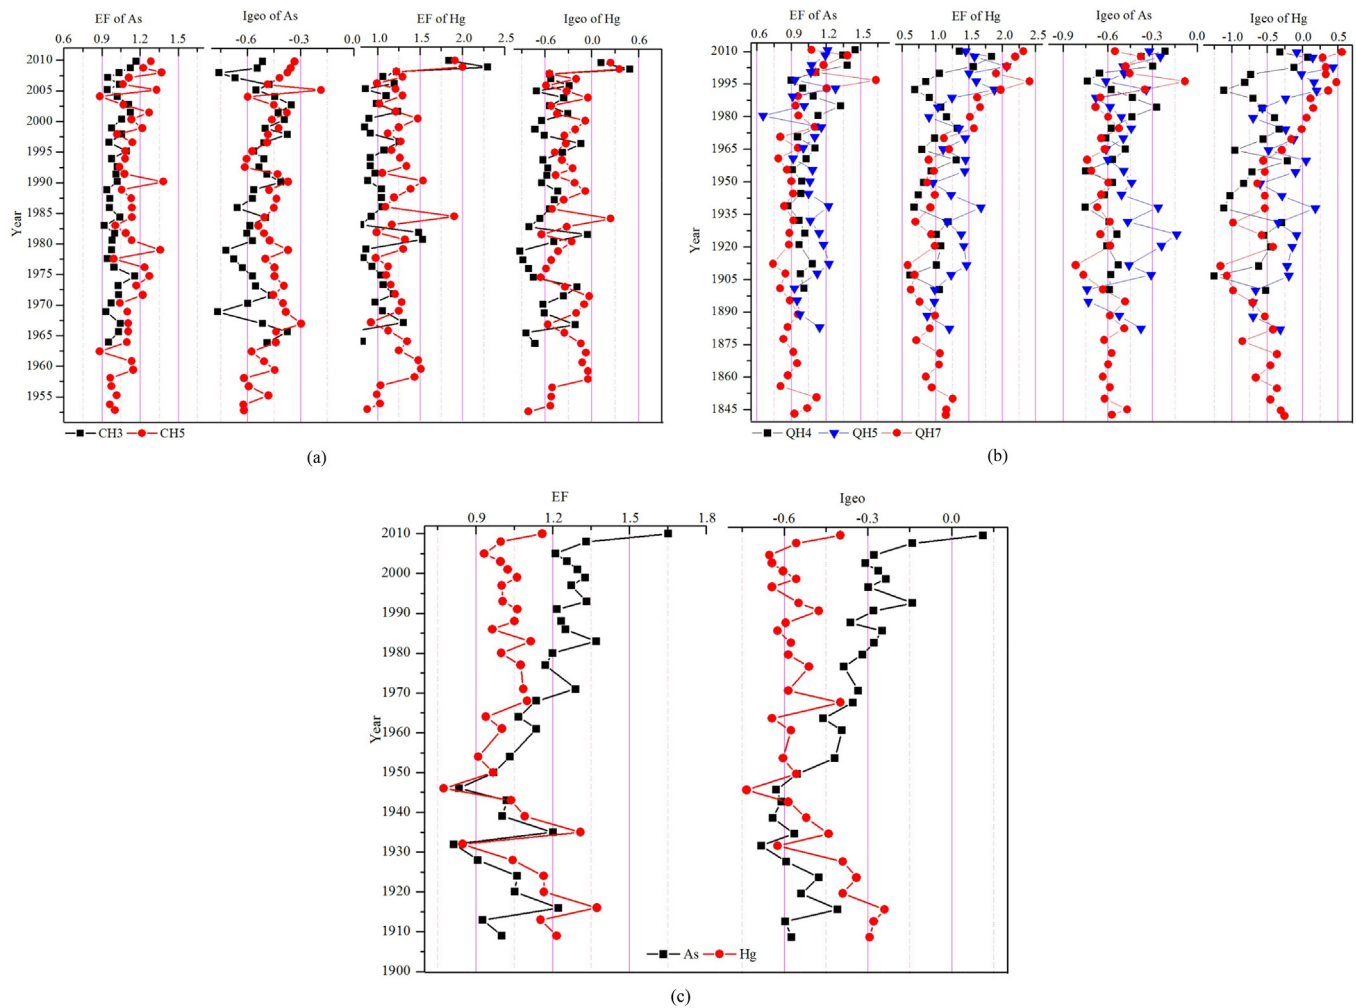 EF of As
Igeo of As
EF of Hg
Igeo of Hg
0.6 0.9 1.2 1.5
-0.6 -0.3 0.0
1.0 1.5 2.0 2.5
-0.6 0.0 0.6
2010
2005
2000
1995
1990
1985
1980
1975
1970
1965
1960
1955
Year
CH3 CH5
(a)
EF of As
EF of Hg
Igeo of As
Igeo of Hg
0.6 0.9 1.2 1.5
0.5 1.0 1.5 2.0 2.5
-0.9 -0.6 -0.3 0.0
-1.0 -0.5 0.0 0.5
2010
1995
1980
1965
1950
1935
1920
1905
1890
1875
1860
1845
Year
QH4 QH5 QH7
(b)
EF
Igeo
0.9 1.2 1.5 1.8
-0.6 -0.3 0.0
2010
2000
1990
1980
1970
1960
1950
1940
1930
1920
1910
1900
Year
As Hg
(c)